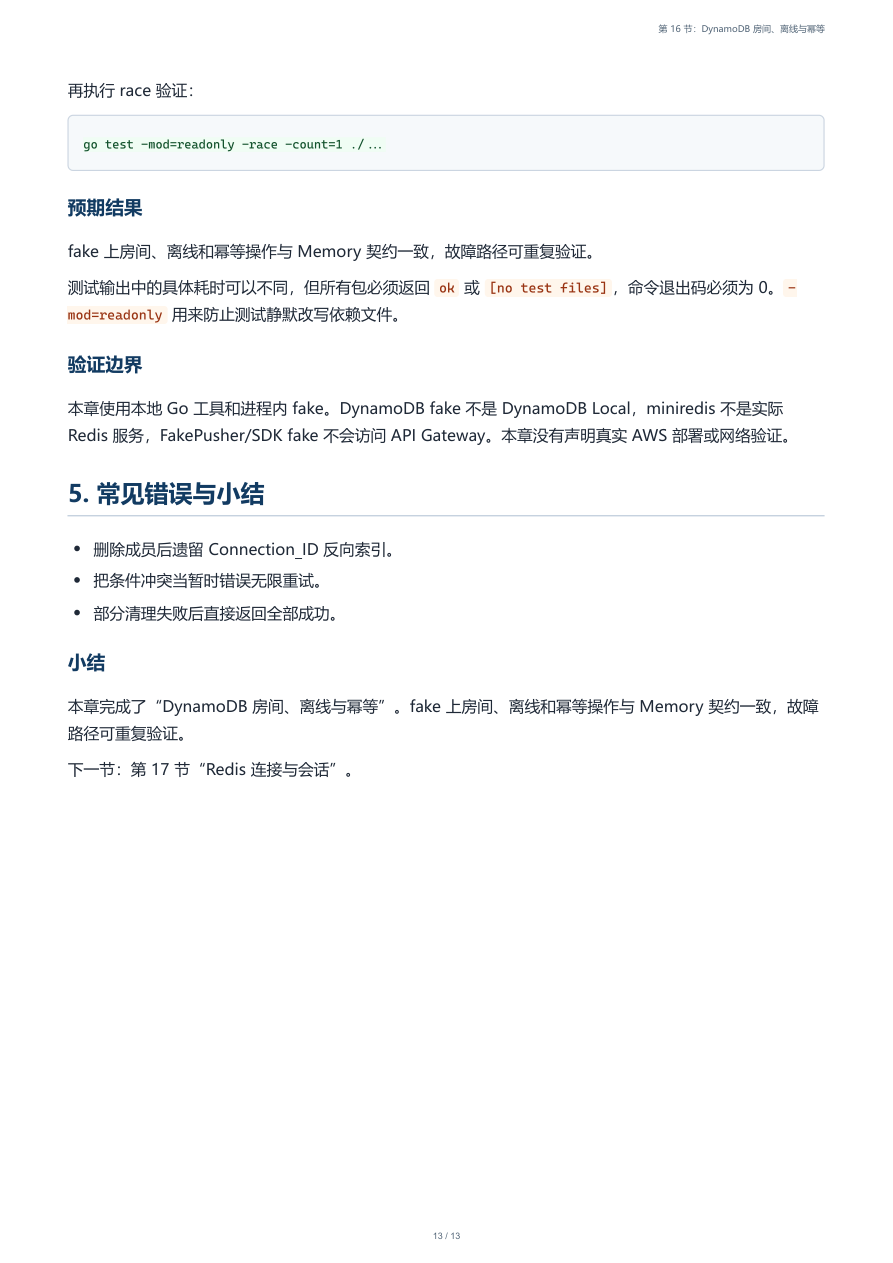 第 16 节：DynamoDB 房间、离线与幂等
再执行 race 验证：
go test -mod=readonly -race -count=1 ./...
预期结果
fake 上房间、离线和幂等操作与 Memory 契约一致，故障路径可重复验证。
测试输出中的具体耗时可以不同，但所有包必须返回 ok 或 [no test files]，命令退出码必须为 0。-
mod=readonly 用来防止测试静默改写依赖文件。
验证边界
本章使用本地 Go 工具和进程内 fake。DynamoDB fake 不是 DynamoDB Local，miniredis 不是实际
Redis 服务，FakePusher/SDK fake 不会访问 API Gateway。本章没有声明真实 AWS 部署或网络验证。
5. 常见错误与小结
• 删除成员后遗留 Connection_ID 反向索引。
• 把条件冲突当暂时错误无限重试。
• 部分清理失败后直接返回全部成功。
小结
本章完成了“DynamoDB 房间、离线与幂等”。fake 上房间、离线和幂等操作与 Memory 契约一致，故障
路径可重复验证。
下一节：第 17 节“Redis 连接与会话”。
13 / 13